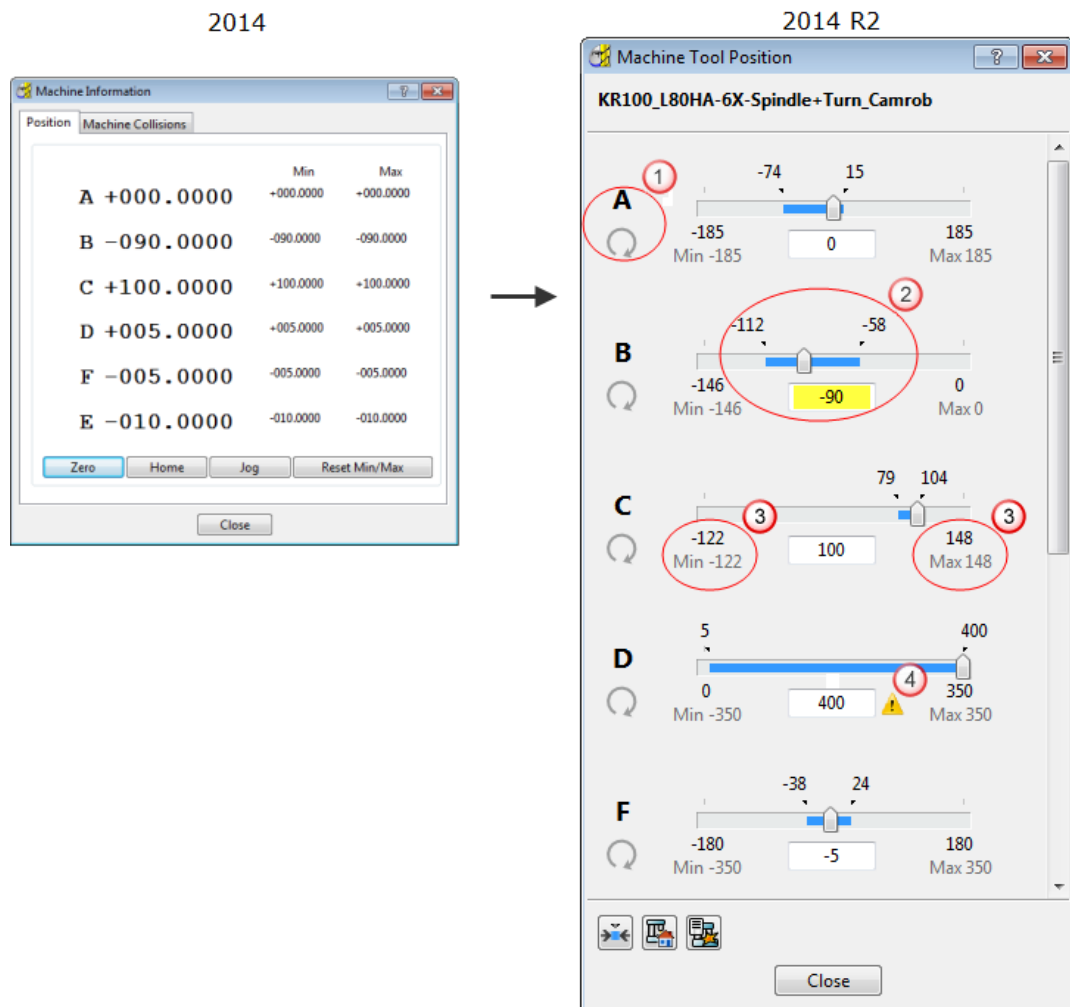 2014
Machine Information
Position Machine Collisions
Min Max
A +000.0000 +000.0000 +000.0000
B -090.0000 -090.0000 -090.0000
C +100.0000 +100.0000 +100.0000
D +005.0000 +005.0000 +005.0000
F -005.0000 -005.0000 -005.0000
E -010.0000 -010.0000 -010.0000
Zero Home Jog Reset Min/Max
Close
2014 R2
Machine Tool Position ?
KR100_L80HA-6X-Spindle+Turn_Camrob
1 -74 15
A
-185 0 185
Min -185 Max 185
2
-112 -58
B
-146 -90 0
Min -146 Max 0
79 104
C 3 3
-122 100 148
Min -122 Max 148
5 400
D 4
0 400 350
Min -350 Max 350
-38 24
F
-180 -5 180
Min -350 Max 350
Close